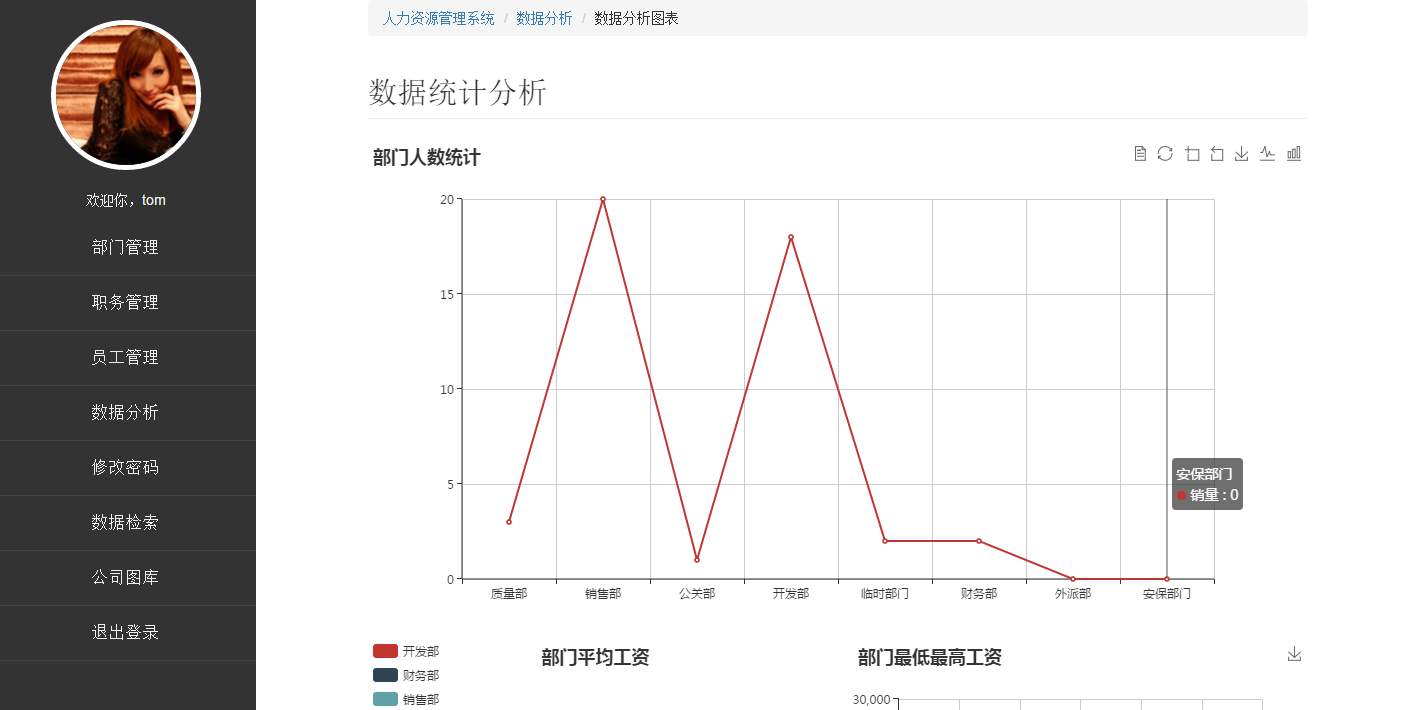 欢迎你，tom
部门管理
职务管理
员工管理
数据分析
修改密码
数据检索
公司图库
退出登录
人力资源管理系统 / 数据分析 / 数据分析图表
数据统计分析
部门人数统计
20
15
10
5
0
质量部 销售部 公关部 开发部 临时部门 财务部 外派部 安保部门
安保部门
销量 : 0
开发部
财务部
销售部
部门平均工资
部门最低最高工资
30,000